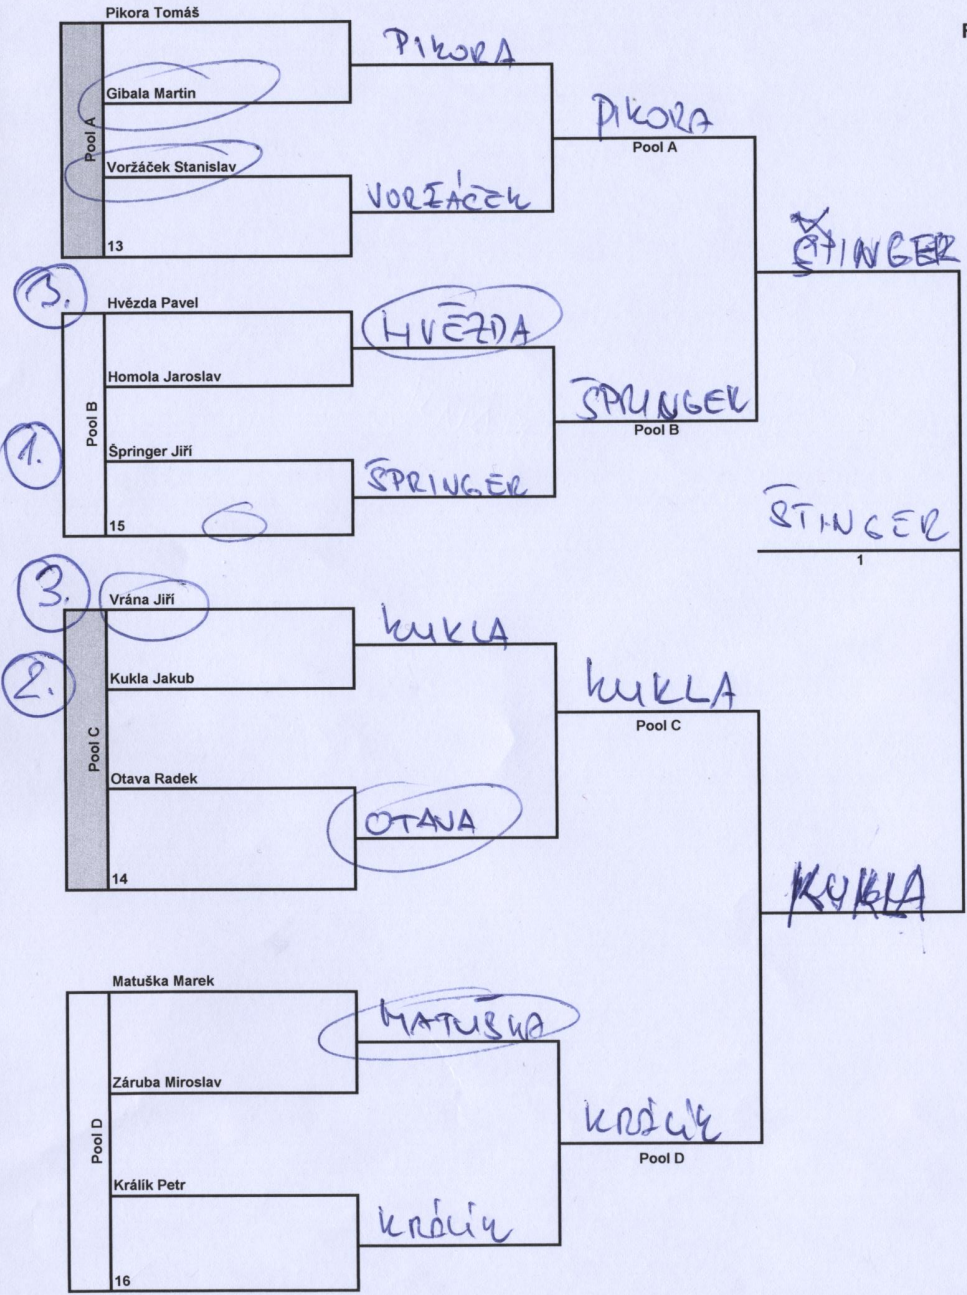 Pikora Tomáš
PIKORA
Gibala Martin
PIKORA
Pool A
Pool A
Voržáček Stanislav
VORŽÁČEK
13
ŠTINGER
3.
Hvězda Pavel
HVĚZDA
Homola Jaroslav
Pool B
ŠPRINGER
Pool B
1.
Špringer Jiří
ŠPRINGER
15
ŠTINGER
1
3.
Vrána Jiří
KUKLA
2.
Kukla Jakub
KUKLA
Pool C
Pool C
Otava Radek
OTAVA
14
KUKLA
Matuška Marek
MATUŠKA
Záruba Miroslav
Pool D
KRÁLÍK
Pool D
Králík Petr
KRÁLÍK
16